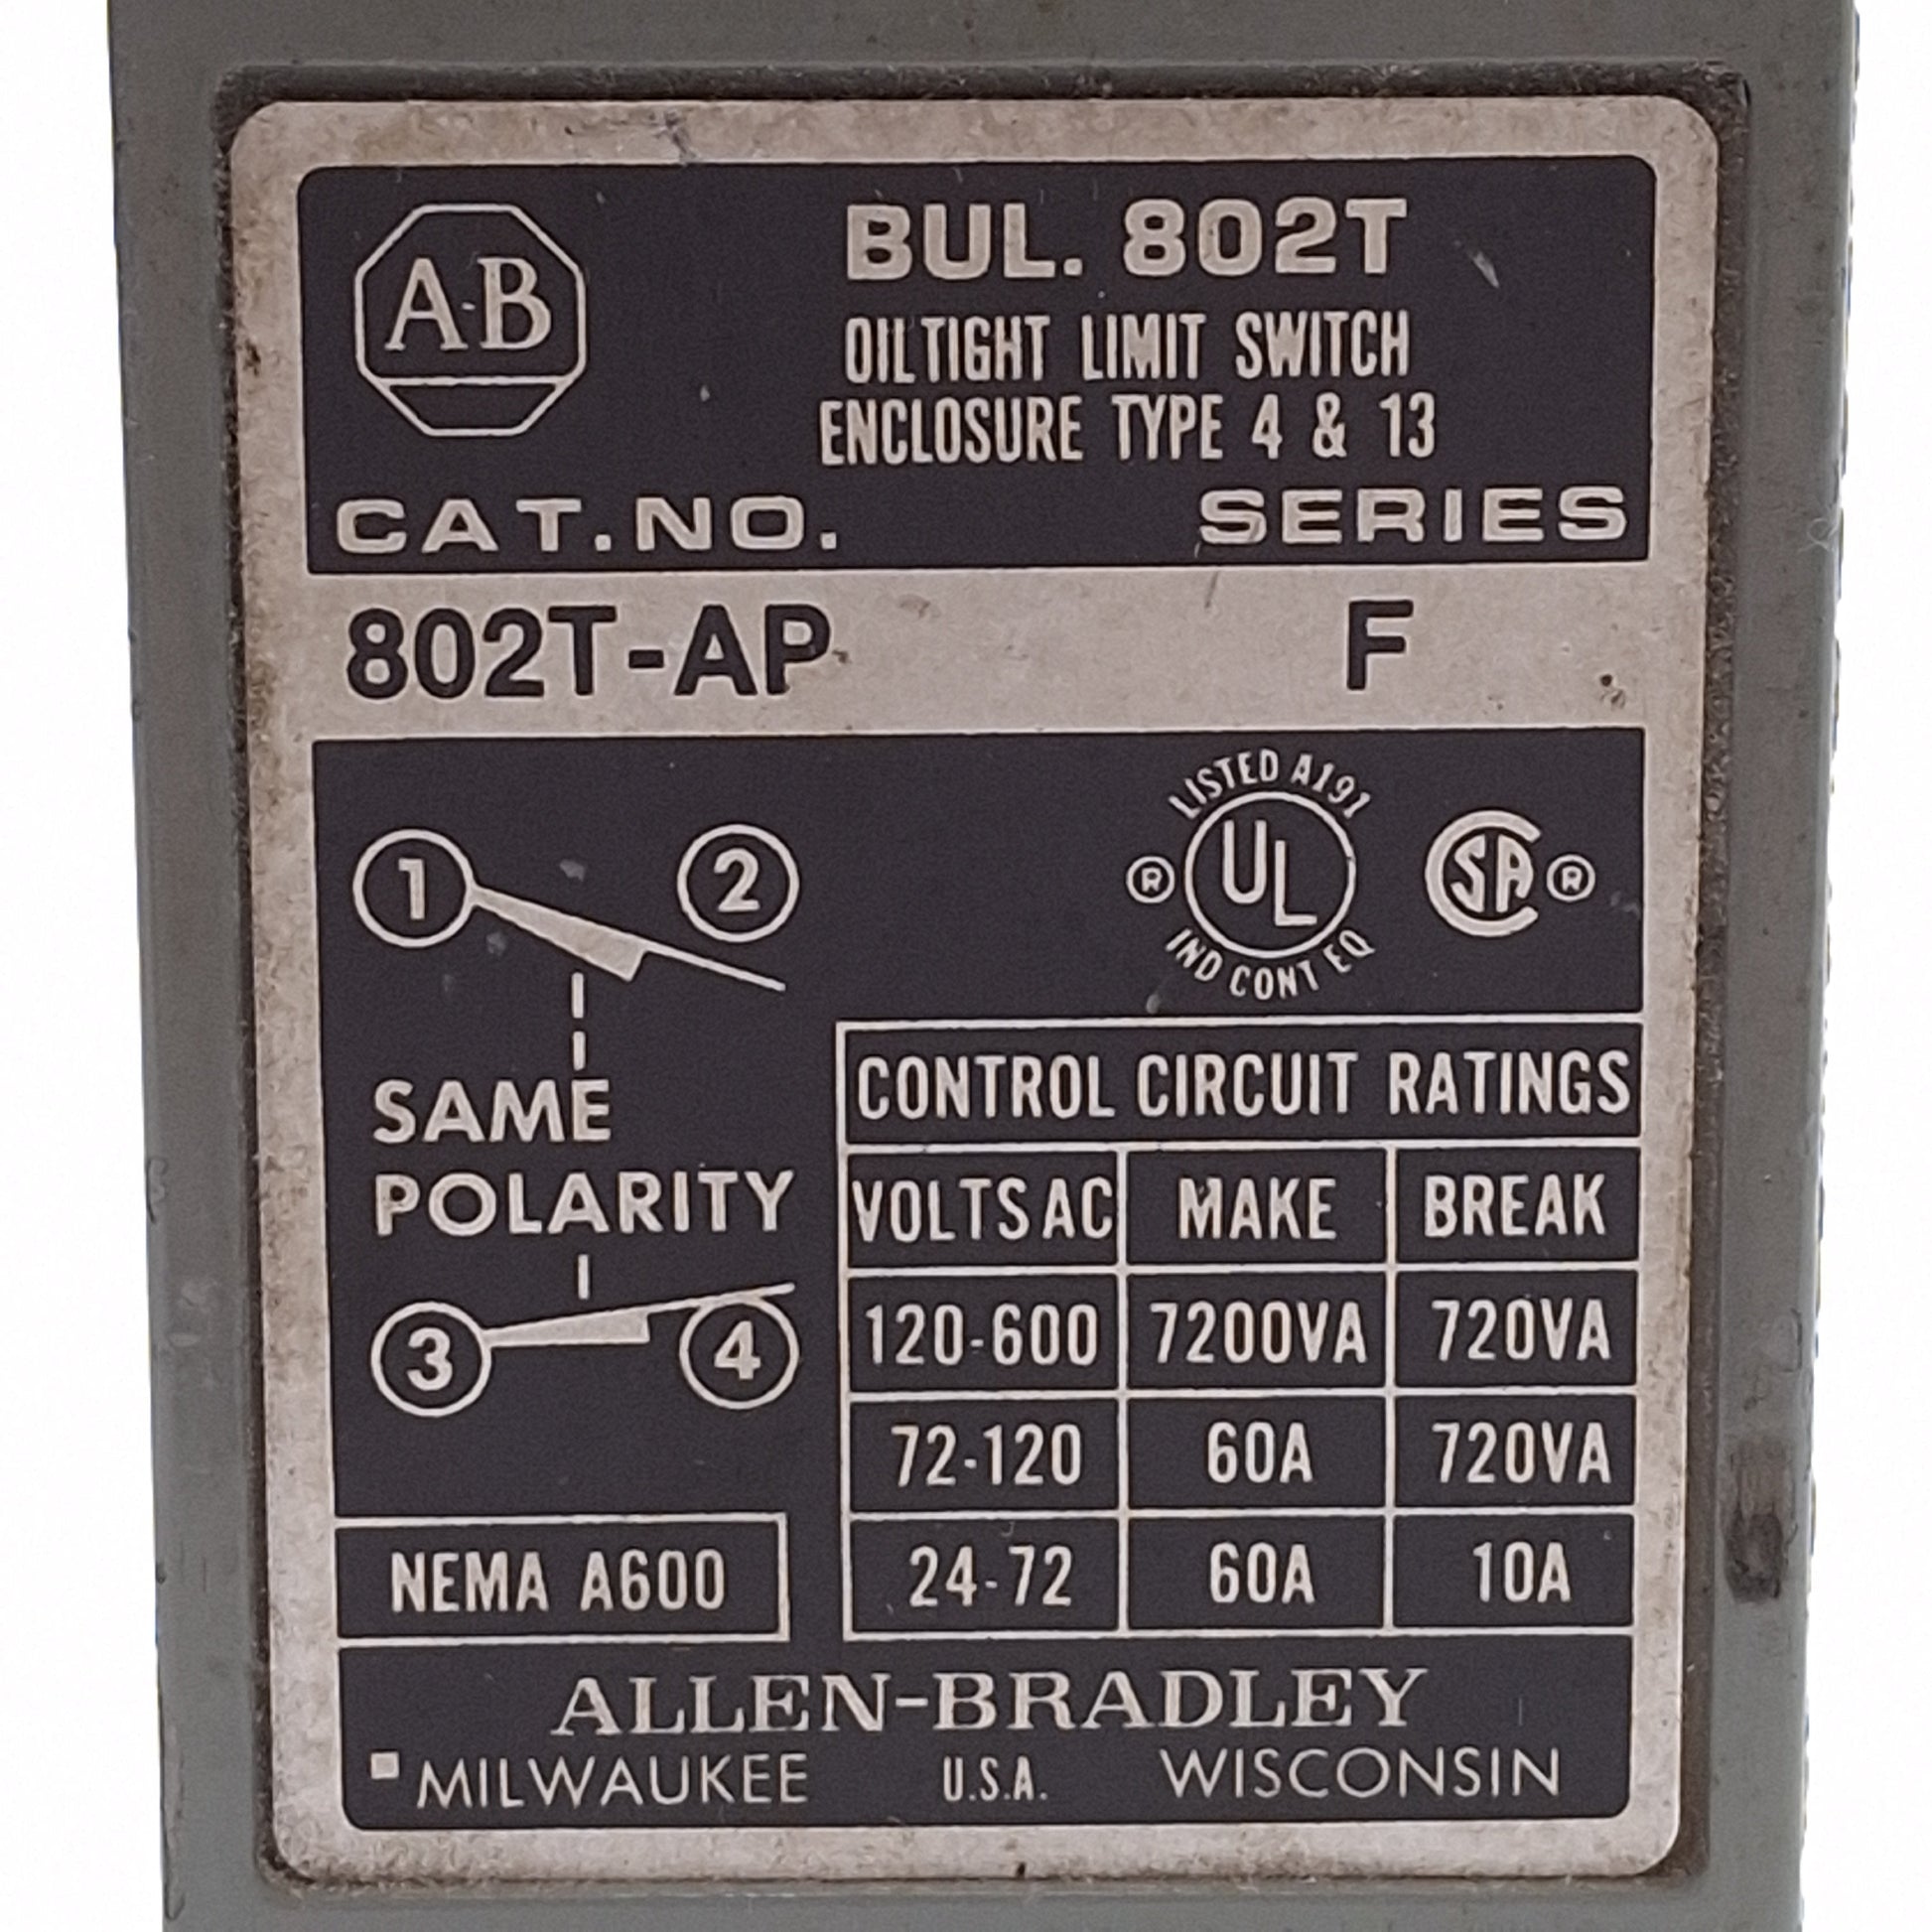 A-B
BUL. 802T
OILTIGHT LIMIT SWITCH
ENCLOSURE TYPE 4 & 13
CAT.NO. SERIES
802T-AP F
LISTED A191
® UL SA ®
IND CONT EQ
1 2
SAME
POLARITY
3 4
NEMA A600
CONTROL CIRCUIT RATINGS
VOLTS AC MAKE BREAK
120-600 7200VA 720VA
72-120 60A 720VA
24-72 60A 10A
ALLEN-BRADLEY
MILWAUKEE U.S.A. WISCONSIN